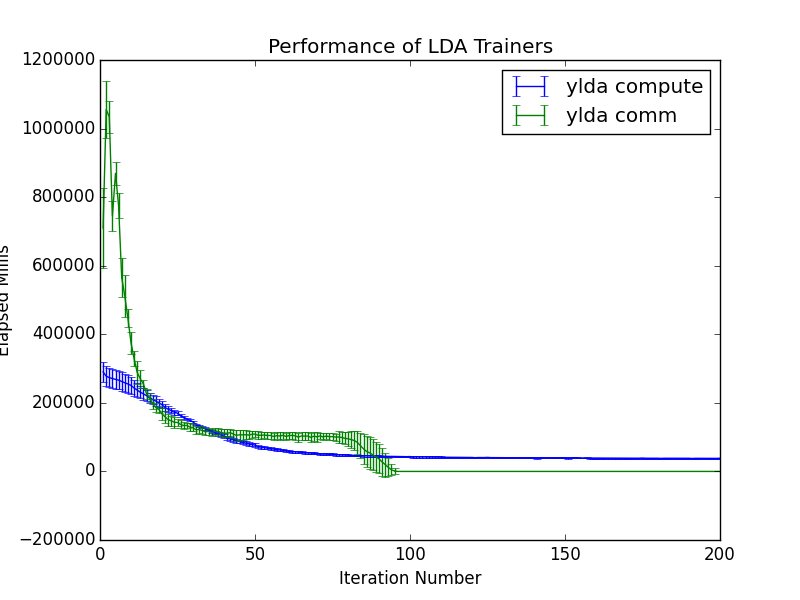 Performance of LDA Trainers
1200000
1000000
800000
600000
400000
200000
0
−200000
Elapsed Millis
ylda compute
ylda comm
0
50
100
150
200
Iteration Number